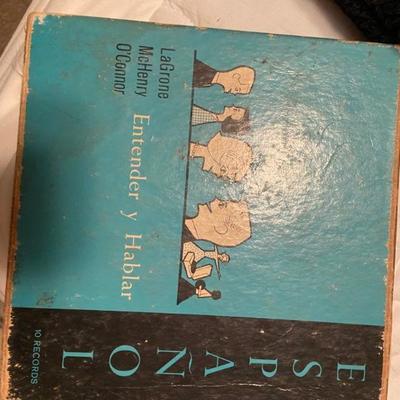 ESPAÑOL
LaGrone
McHenry
O'Connor
Entender y Hablar
10 RECORDS